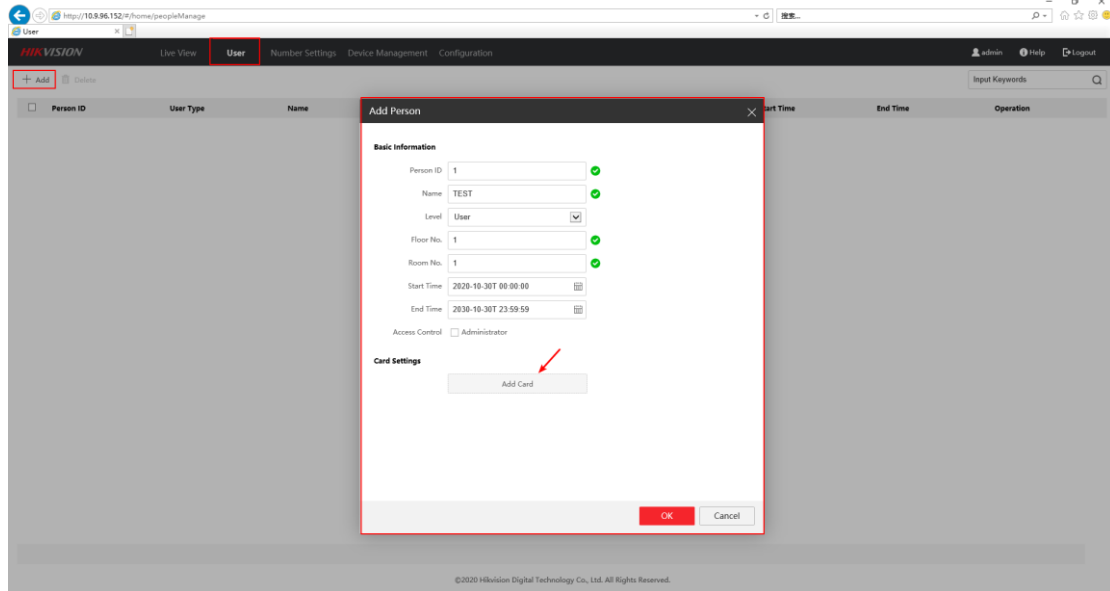 http://10.9.96.152/#/home/peopleManage
搜索...
User
HIKVISION Live View User Number Settings Device Management Configuration admin Help Logout
+ Add Delete Input Keywords
Person ID User Type Name tart Time End Time Operation
Add Person
Basic Information
Person ID 1
Name TEST
Level User
Floor No. 1
Room No. 1
Start Time 2020-10-30T 00:00:00
End Time 2030-10-30T 23:59:59
Access Control Administrator
Card Settings
Add Card
OK Cancel
©2020 Hikvision Digital Technology Co., Ltd. All Rights Reserved.